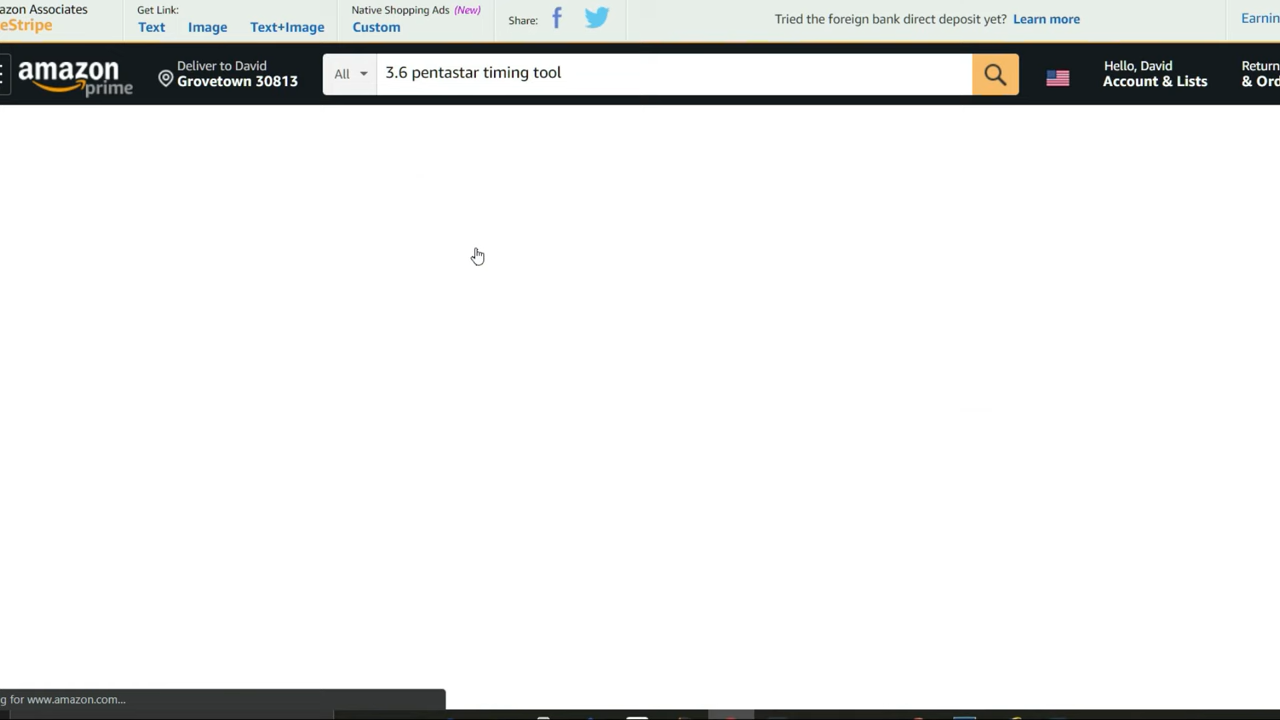 azon Associates
eStripe
Get Link:
Text Image Text+Image
Native Shopping Ads (New)
Custom
Share:
Tried the foreign bank direct deposit yet? Learn more
Earnin
amazon
prime
Deliver to David
Grovetown 30813
All
3.6 pentastar timing tool
Hello, David
Account & Lists
Return
& Ord
g for www.amazon.com...